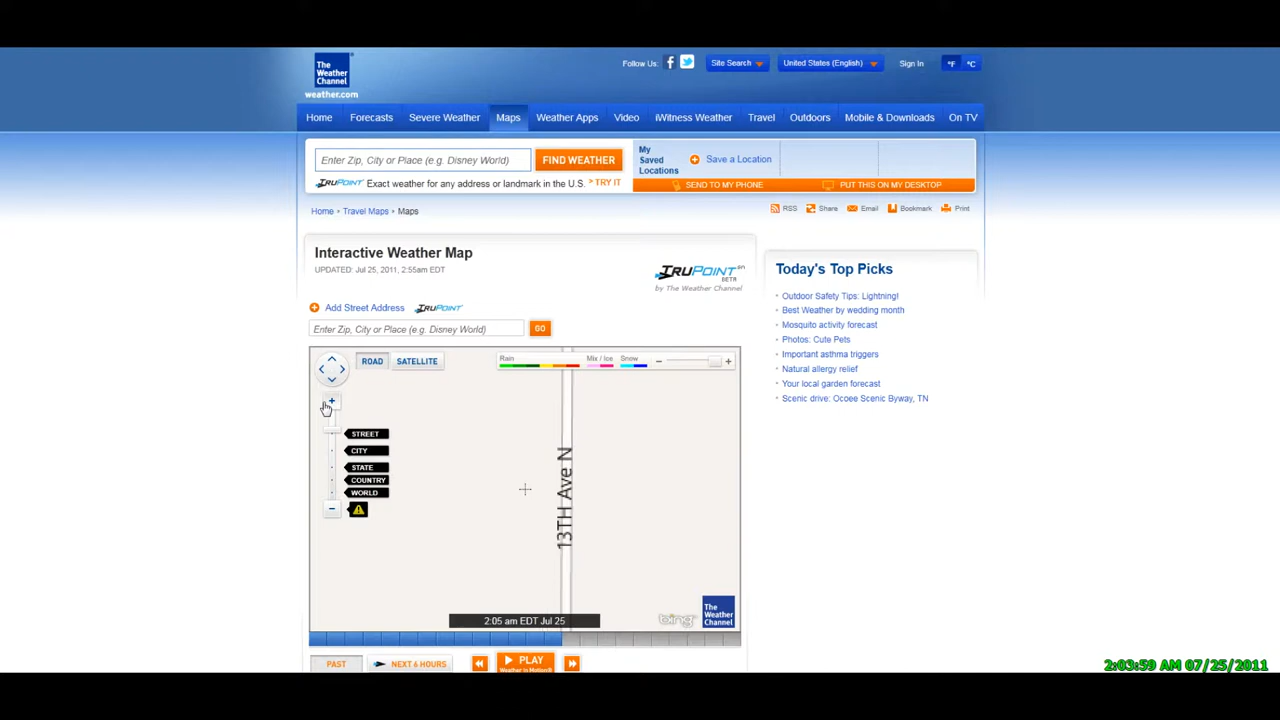 The
Weather
Channel
weather.com
Follow Us:
Site Search
United States (English)
Sign In
°F
°C
Home
Forecasts
Severe Weather
Maps
Weather Apps
Video
iWitness Weather
Travel
Outdoors
Mobile & Downloads
On TV
Enter Zip, City or Place (e.g. Disney World)
FIND WEATHER
TRUPOINT Exact weather for any address or landmark in the U.S. > TRY IT
My
Saved
Locations
Save a Location
SEND TO MY PHONE
PUT THIS ON MY DESKTOP
Home
Travel Maps
Maps
RSS
Share
Email
Bookmark
Print
Interactive Weather Map
UPDATED: Jul 25, 2011, 2:55am EDT
TRUPOINT
BETA
by The Weather Channel
Add Street Address TRUPOINT
Enter Zip, City or Place (e.g. Disney World)
GO
ROAD
SATELLITE
Rain
Mix / Ice
Snow
− +
+
STREET
CITY
STATE
COUNTRY
WORLD
−
13TH Ave N
2:05 am EDT Jul 25
bing
The
Weather
Channel
PAST
NEXT 6 HOURS
PLAY
Weather in Motion®
Today's Top Picks
Outdoor Safety Tips: Lightning!
Best Weather by wedding month
Mosquito activity forecast
Photos: Cute Pets
Important asthma triggers
Natural allergy relief
Your local garden forecast
Scenic drive: Ocoee Scenic Byway, TN
2:03:59 AM 07/25/2011